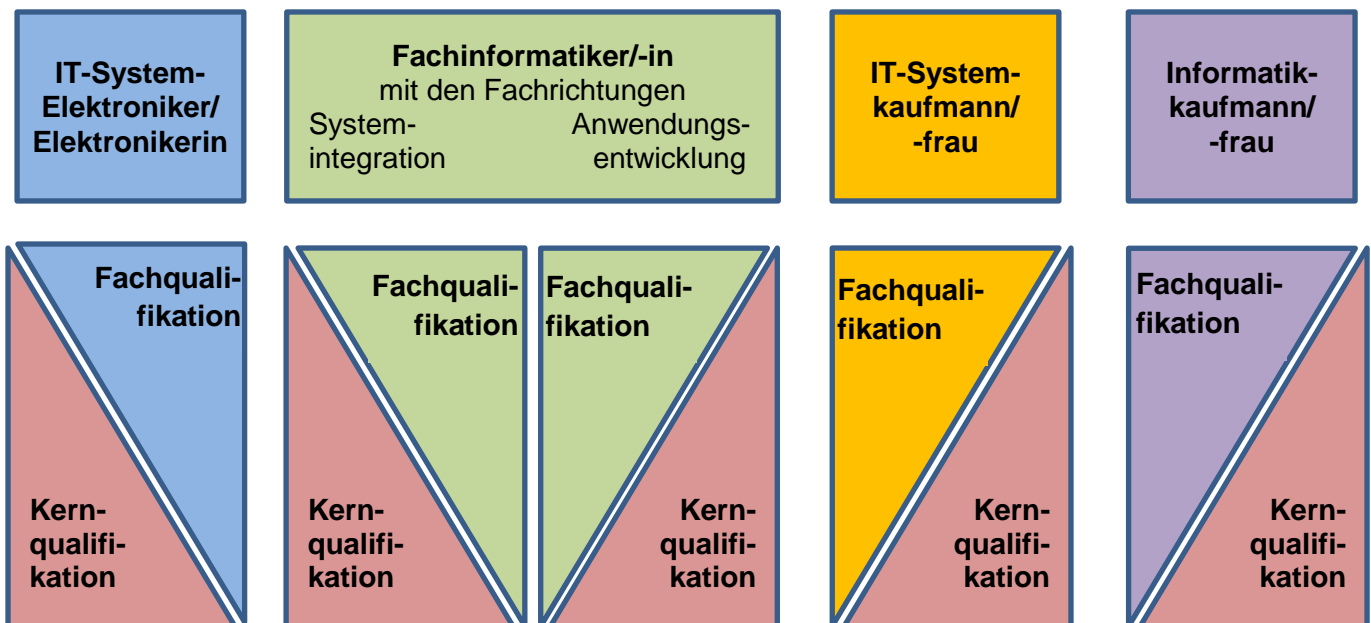 IT-System-
Elektroniker/
Elektronikerin
Fachinformatiker/-in
mit den Fachrichtungen
System-
integration
Anwendungs-
entwicklung
IT-System-
kaufmann/
-frau
Informatik-
kaufmann/
-frau
Fachquali-
fikation
Kern-
qualifi-
kation
Fachquali-
fikation
Kern-
qualifi-
kation
Fachquali-
fikation
Kern-
qualifi-
kation
Fachquali-
fikation
Kern-
qualifi-
kation
Fachquali-
fikation
Kern-
qualifi-
kation